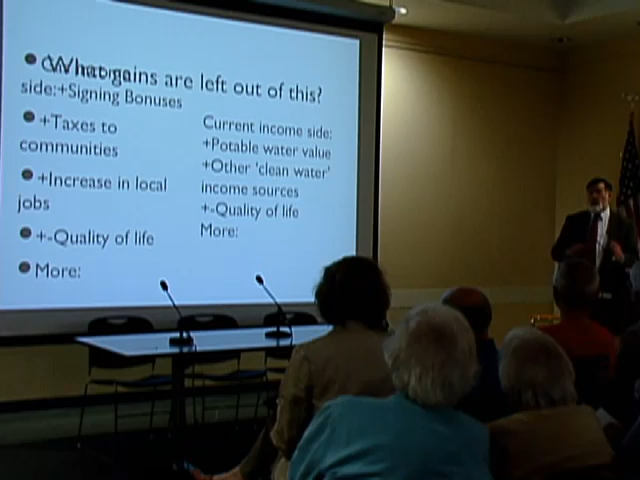 What gains are left out of this?
side:+Signing Bonuses
+Taxes to
communities
+Increase in local
jobs
+-Quality of life
More:
Current income side:
+Potable water value
+Other 'clean water'
income sources
+-Quality of life
More: